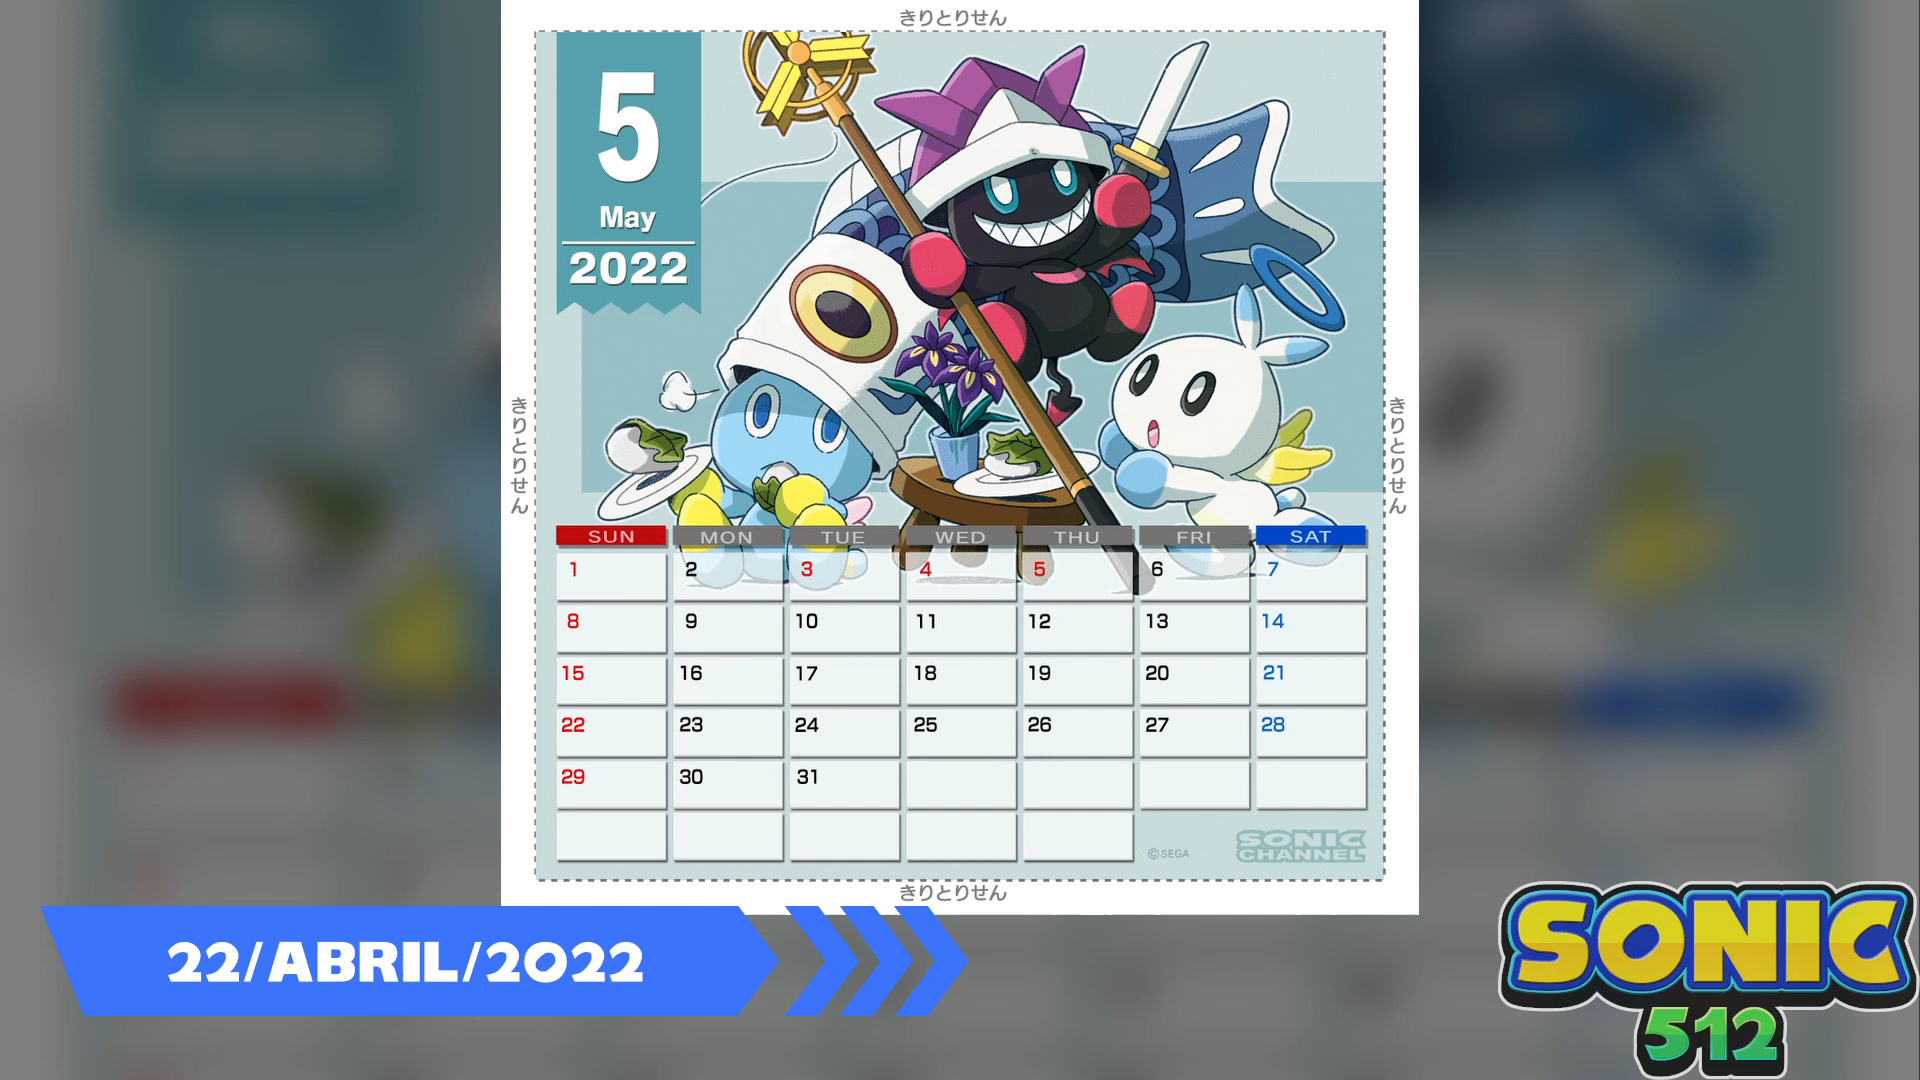 きりとりせん
5
May
2022
きりとりせん
きりとりせん
SUN MON TUE WED THU FRI SAT
1 2 3 4 5 6 7
8 9 10 11 12 13 14
15 16 17 18 19 20 21
22 23 24 25 26 27 28
29 30 31
©SEGA
SONIC
CHANNEL
きりとりせん
22/ABRIL/2022
SONIC
512